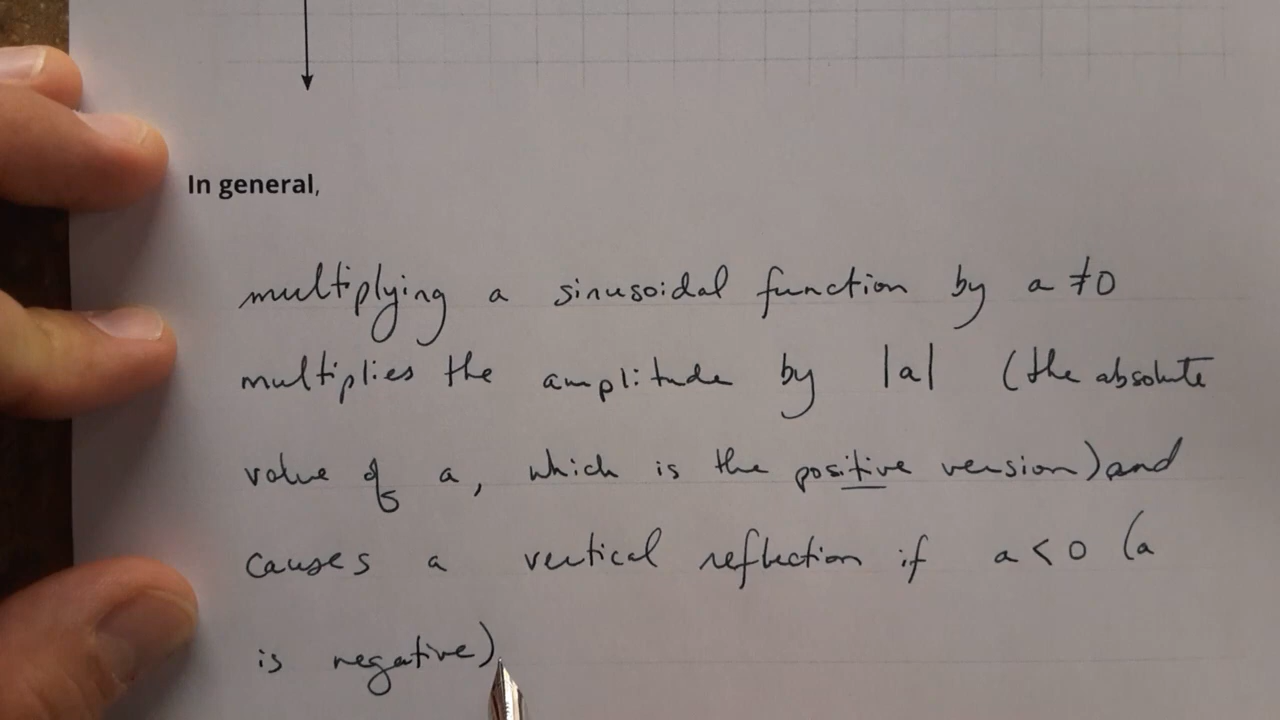 In general,
multiplying a sinusoidal function by a ≠ 0
multiplies the amplitude by |a| (the absolute
value of a, which is the positive version) and
causes a vertical reflection if a < 0 (a
is negative)